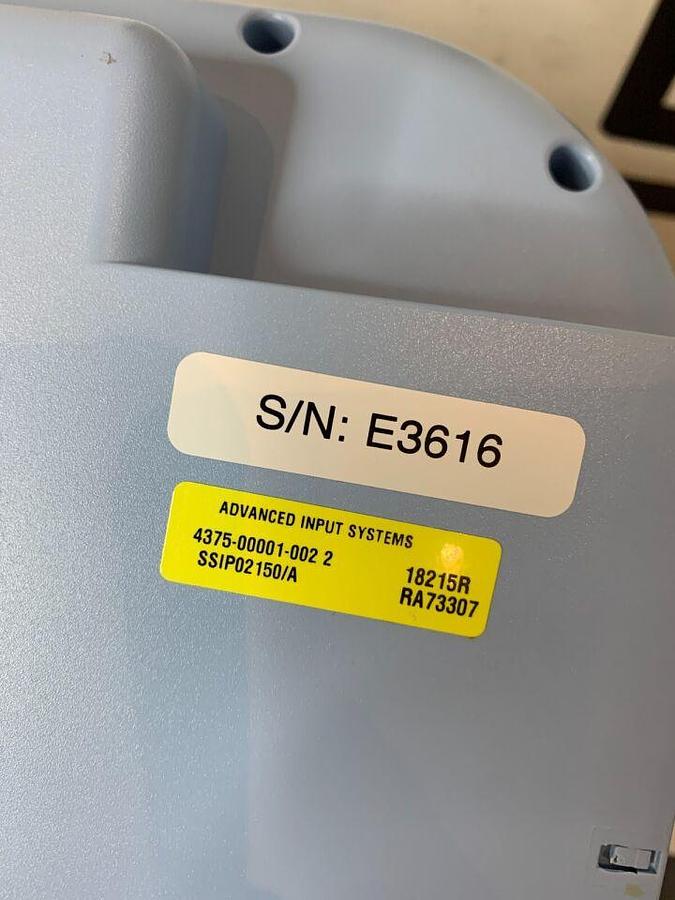 S/N: E3616
ADVANCED INPUT SYSTEMS
4375-00001-002 2
SSIP02150/A
18215R
RA73307